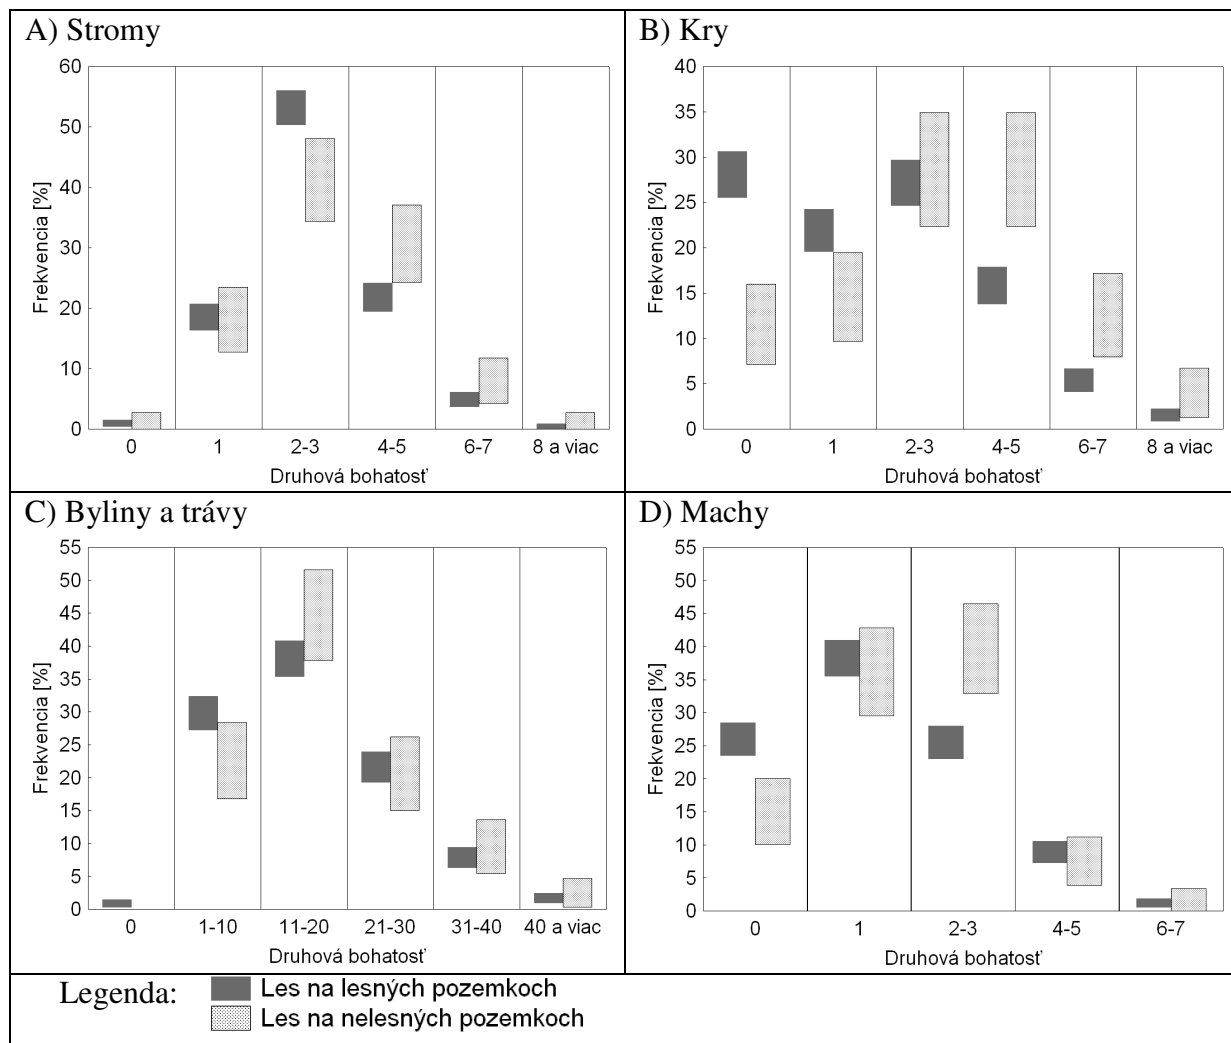 A) Stromy
Frekvencia [%]
60
50
40
30
20
10
0
0 1 2-3 4-5 6-7 8 a viac
Druhová bohatosť
B) Kry
Frekvencia [%]
40
35
30
25
20
15
10
5
0
0 1 2-3 4-5 6-7 8 a viac
Druhová bohatosť
C) Byliny a trávy
Frekvencia [%]
55
50
45
40
35
30
25
20
15
10
5
0
0 1-10 11-20 21-30 31-40 40 a viac
Druhová bohatosť
D) Machy
Frekvencia [%]
55
50
45
40
35
30
25
20
15
10
5
0
0 1 2-3 4-5 6-7
Druhová bohatosť
Legenda:
Les na lesných pozemkoch
Les na nelesných pozemkoch